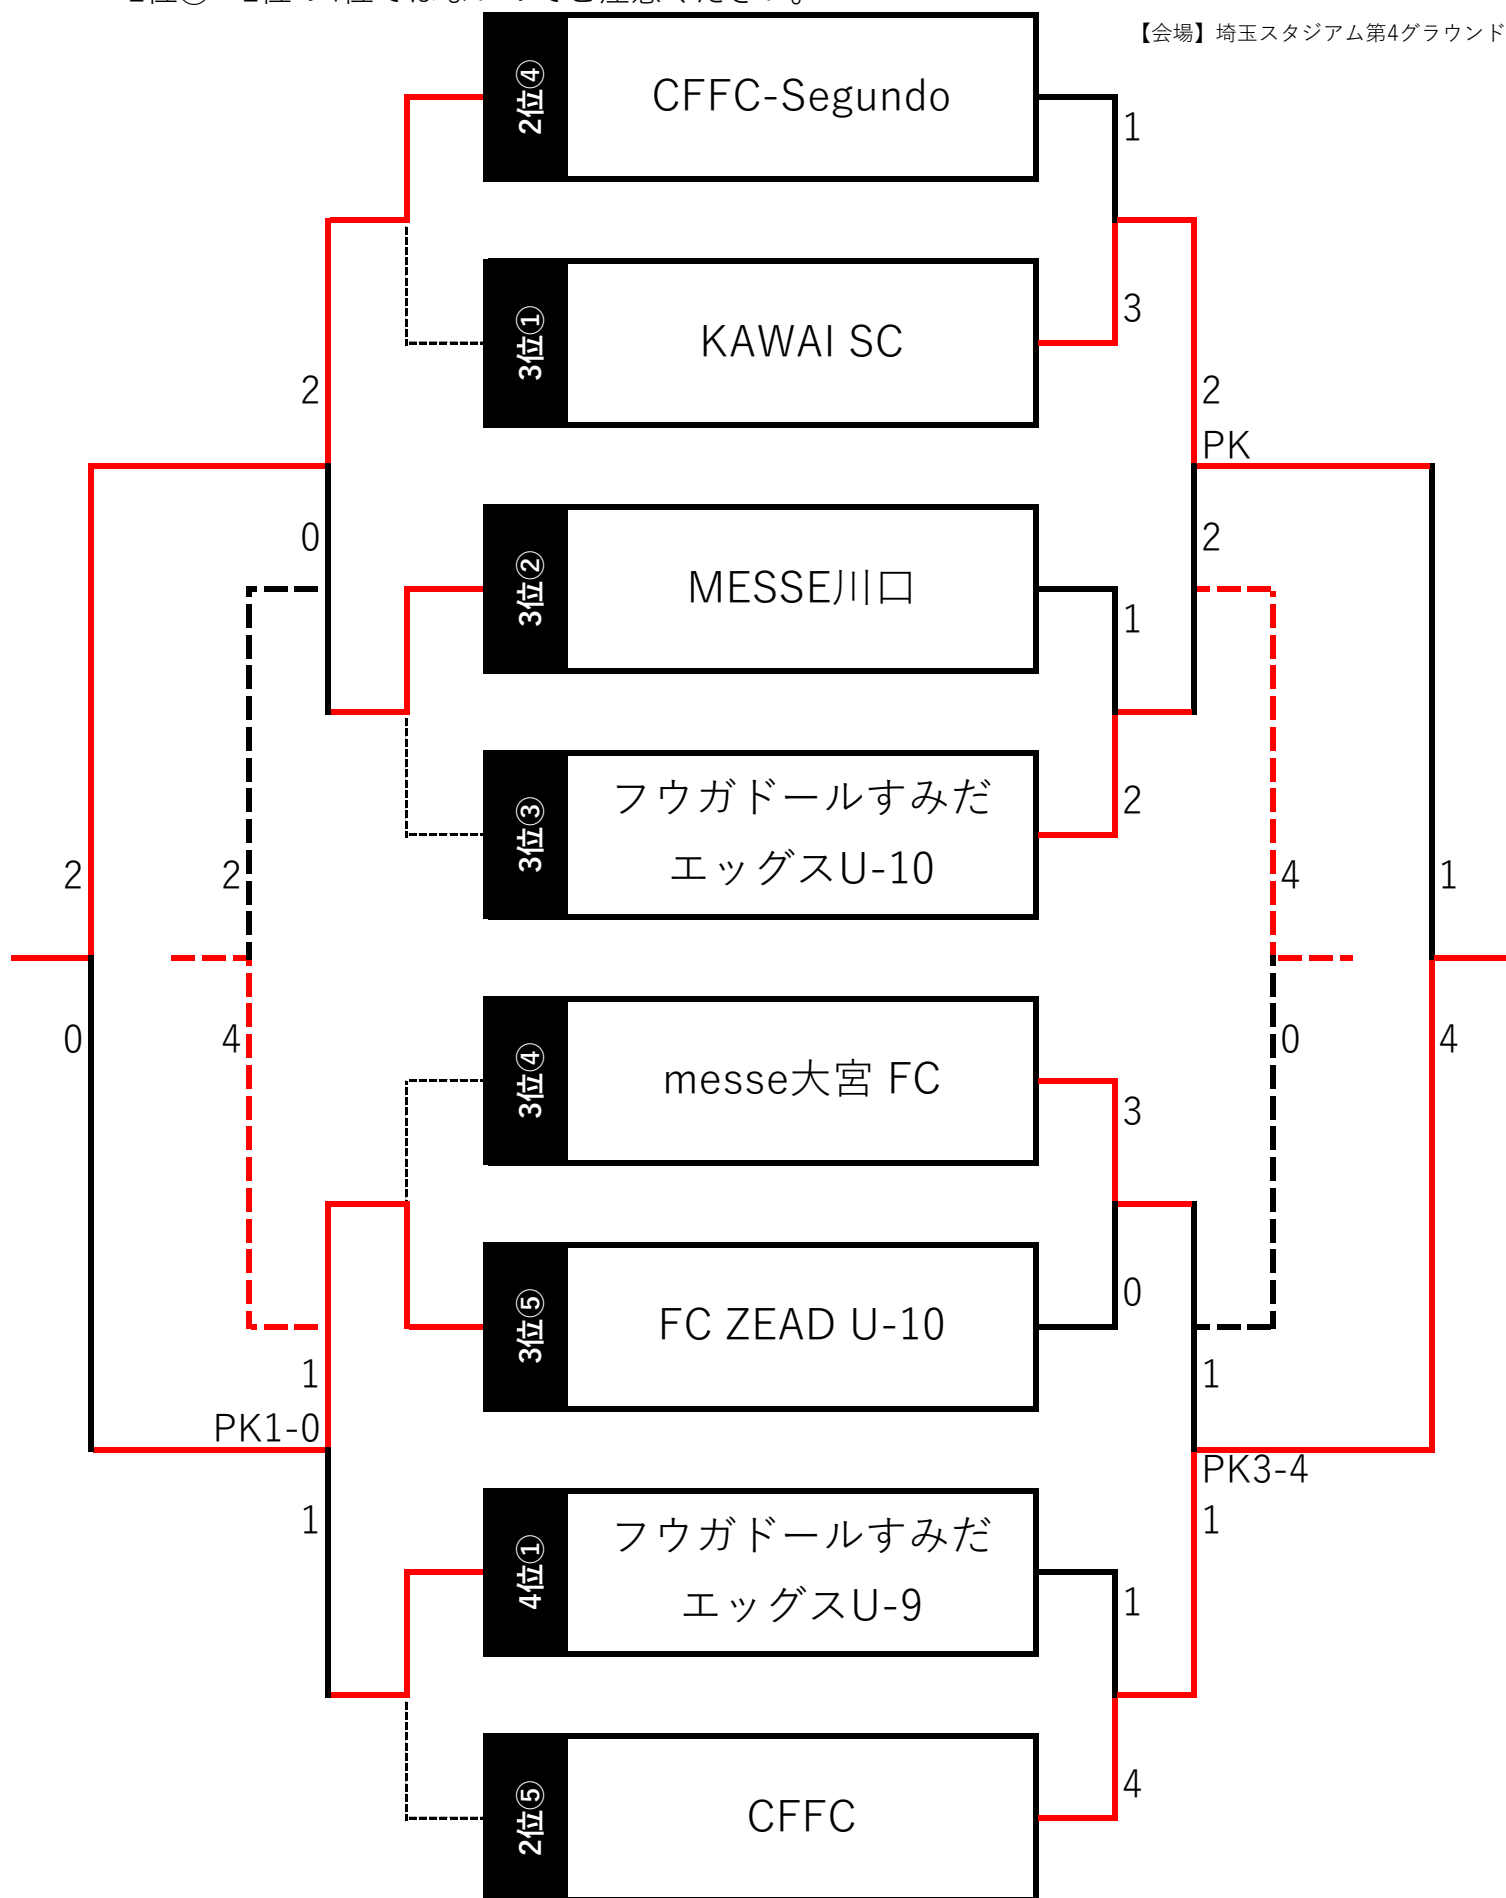 【会場】埼玉スタジアム第4グラウンド
2位④
CFFC-Segundo
1
3位①
KAWAI SC
3
2
2
PK
0
2
3位②
MESSE川口
1
3位③
フウガドールすみだ
エッグスU-10
2
2
2
4
1
0
4
0
4
3位④
messe大宮 FC
3
3位⑤
FC ZEAD U-10
0
1
1
PK1-0
PK3-4
1
1
4位①
フウガドールすみだ
エッグスU-9
1
2位⑤
CFFC
4